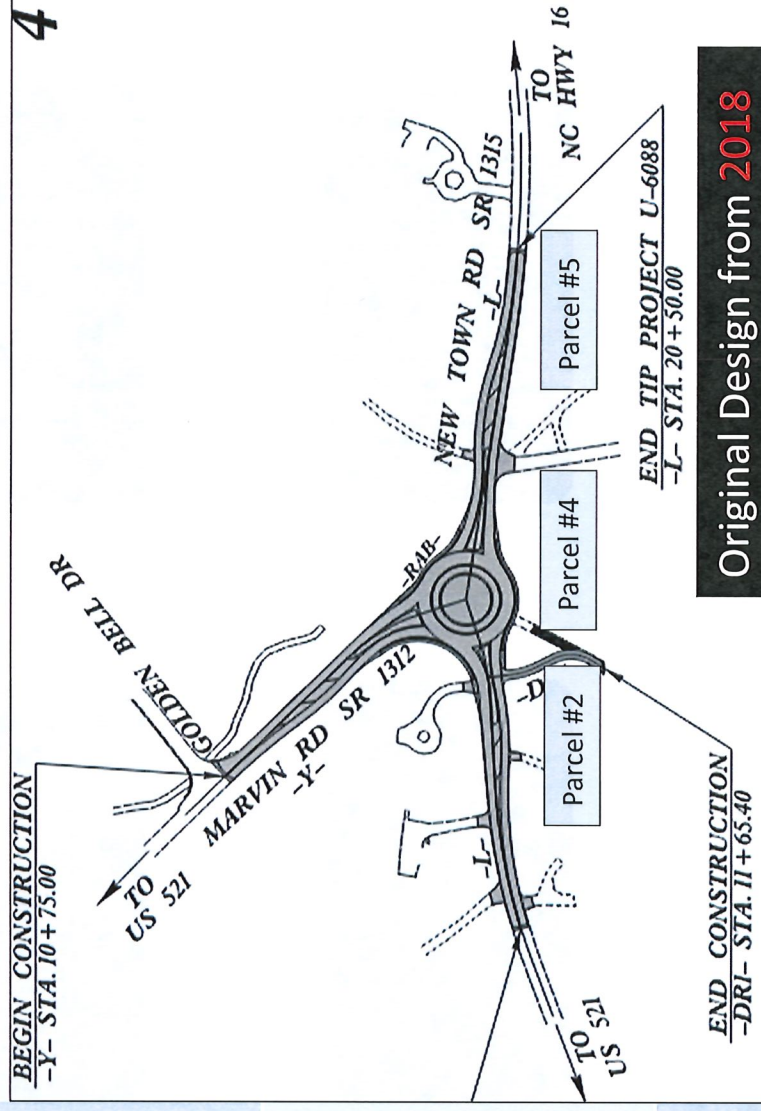 4
BEGIN CONSTRUCTION
-Y- STA. 10+75.00
GOLDEN BELL DR
TO
US 521
MARVIN RD SR 1312
-Y-
-RAB-
NEW TOWN RD SR 1315
-L-
TO
NC HWY 16
-L-
-D
TO
US 521
Parcel #2
Parcel #4
Parcel #5
END TIP PROJECT U-6088
-L- STA. 20+50.00
END CONSTRUCTION
-DR1- STA. 11+65.40
Original Design from 2018